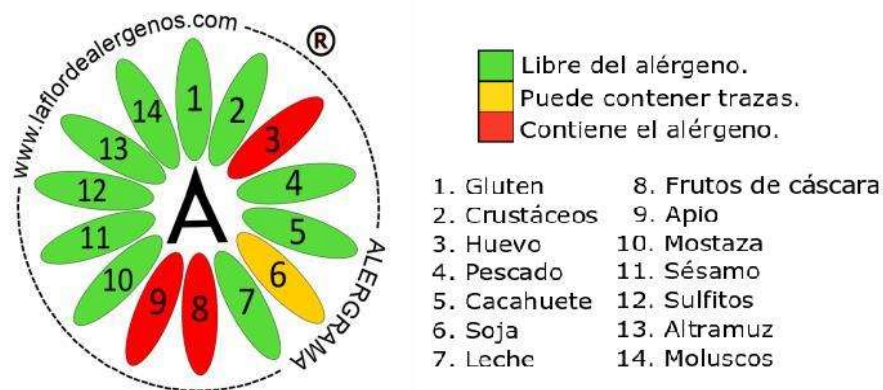 www.laflordealergenos.com
®
ALERGRAMA
A
1
2
3
4
5
6
7
8
9
10
11
12
13
14
Libre del alérgeno.
Puede contener trazas.
Contiene el alérgeno.
1. Gluten
2. Crustáceos
3. Huevo
4. Pescado
5. Cacahuete
6. Soja
7. Leche
8. Frutos de cáscara
9. Apio
10. Mostaza
11. Sésamo
12. Sulfitos
13. Altramuz
14. Moluscos